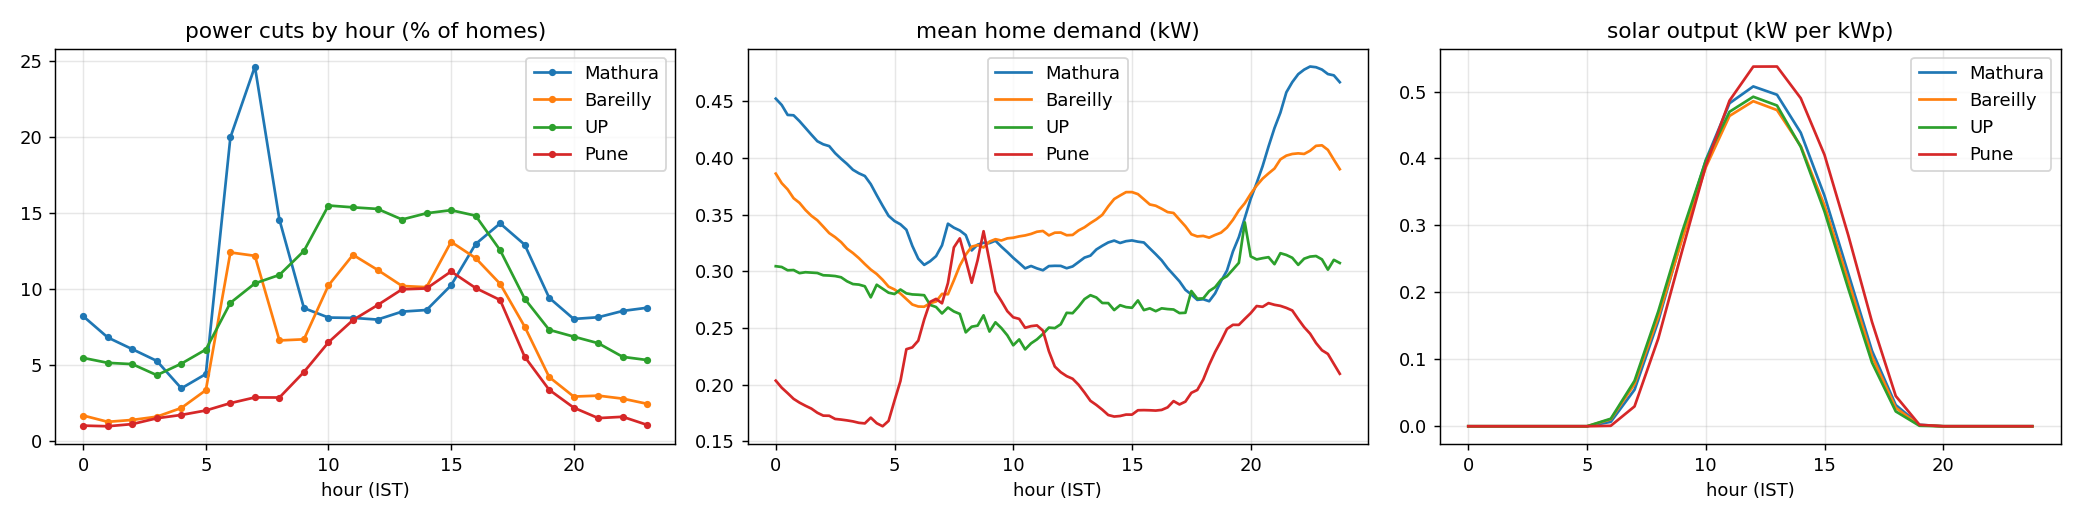 power cuts by hour (% of homes)
25
20
15
10
5
0
0 5 10 15 20
hour (IST)
Mathura
Bareilly
UP
Pune
mean home demand (kW)
0.45
0.40
0.35
0.30
0.25
0.20
0.15
0 5 10 15 20
hour (IST)
Mathura
Bareilly
UP
Pune
solar output (kW per kWp)
0.5
0.4
0.3
0.2
0.1
0.0
0 5 10 15 20
hour (IST)
Mathura
Bareilly
UP
Pune